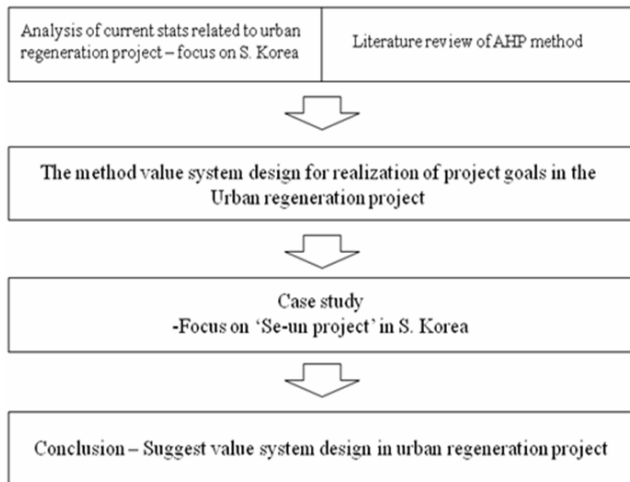 Analysis of current stats related to urban
regeneration project – focus on S. Korea
Literature review of AHP method
The method value system design for realization of project goals in the
Urban regeneration project
Case study
-Focus on ‘Se-un project’ in S. Korea
Conclusion – Suggest value system design in urban regeneration project